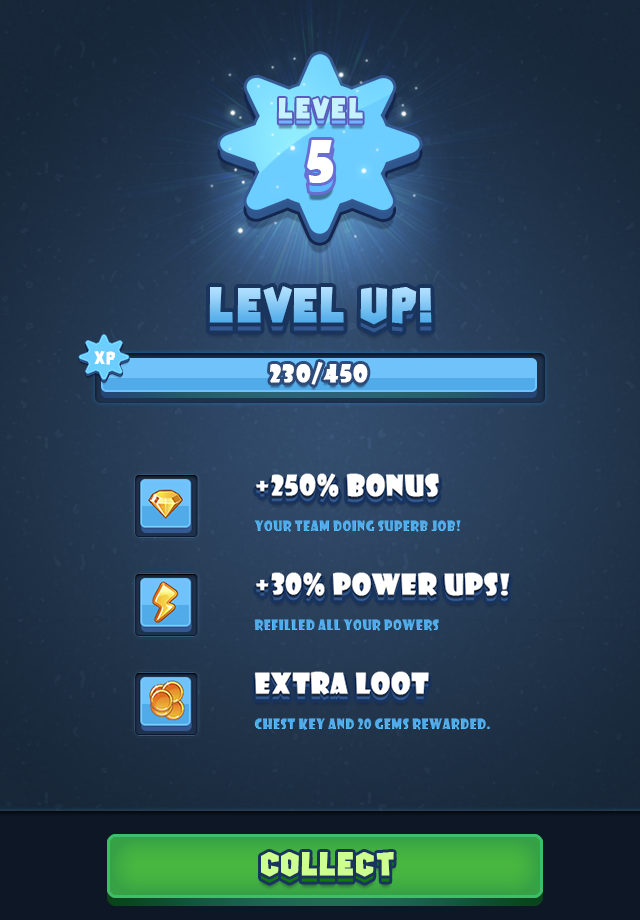 LEVEL
5
LEVEL UP!
XP
230/450
+250% BONUS
YOUR TEAM DOING SUPERB JOB!
+30% POWER UPS!
REFILLED ALL YOUR POWERS
EXTRA LOOT
CHEST KEY AND 20 GEMS REWARDED.
COLLECT